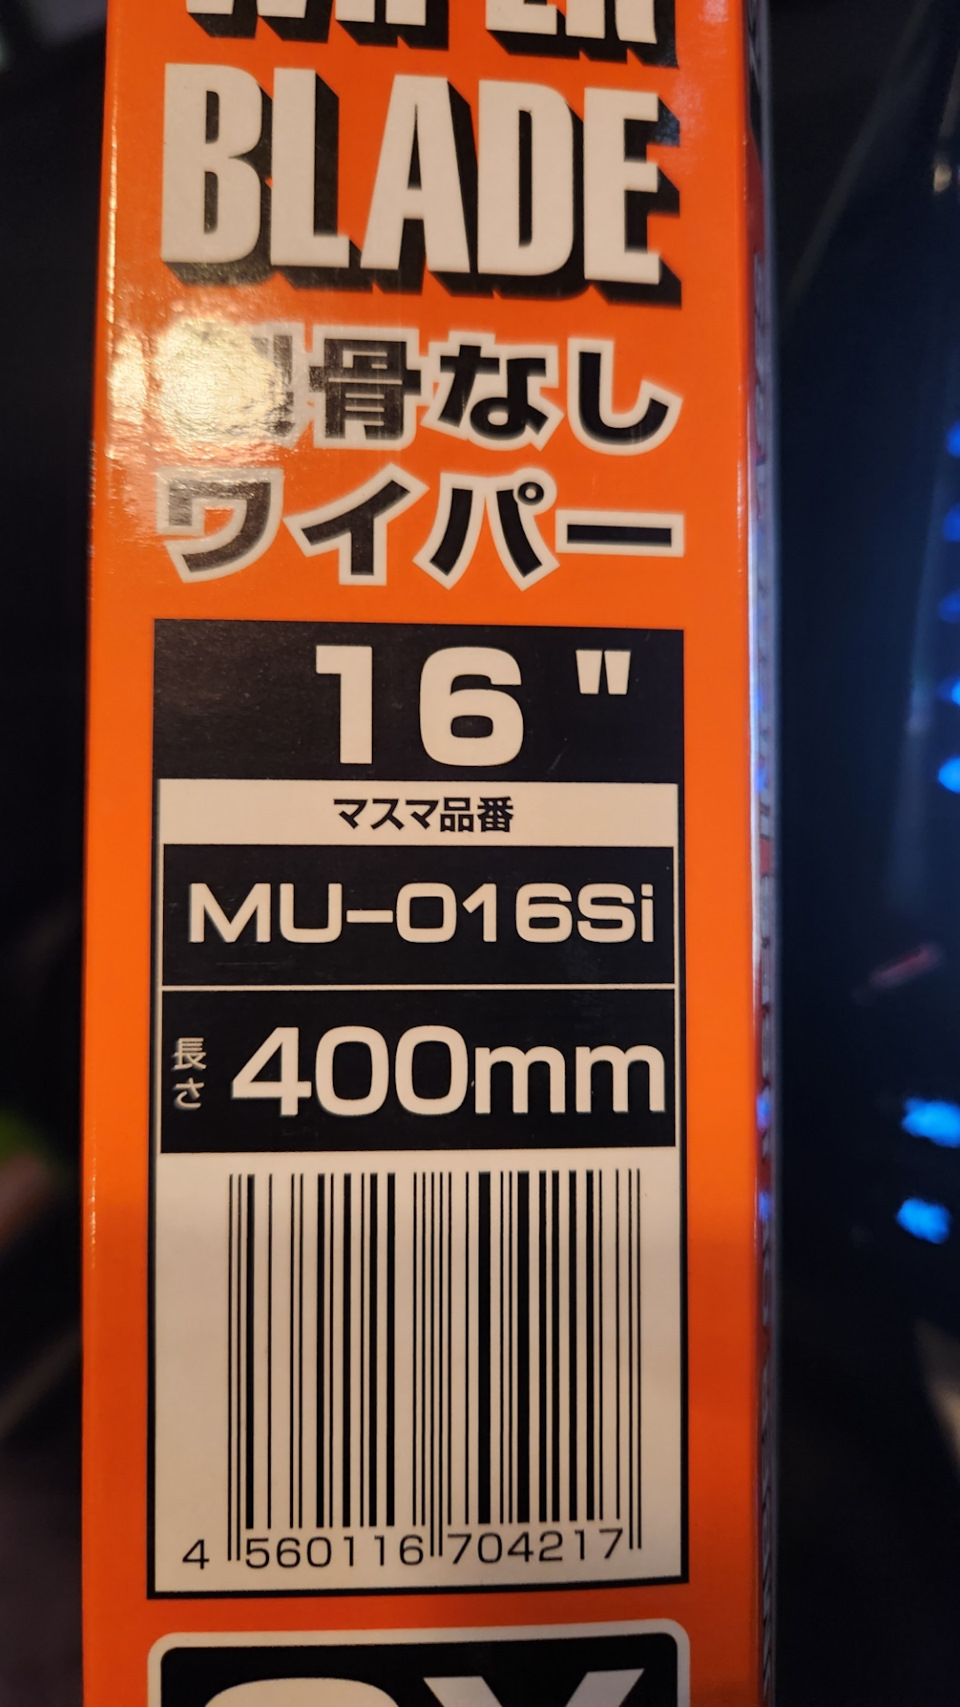 BLADE
骨なし
ワイパー
16"
マスマ品番
MU-016Si
長さ 400mm
4 560116 704217